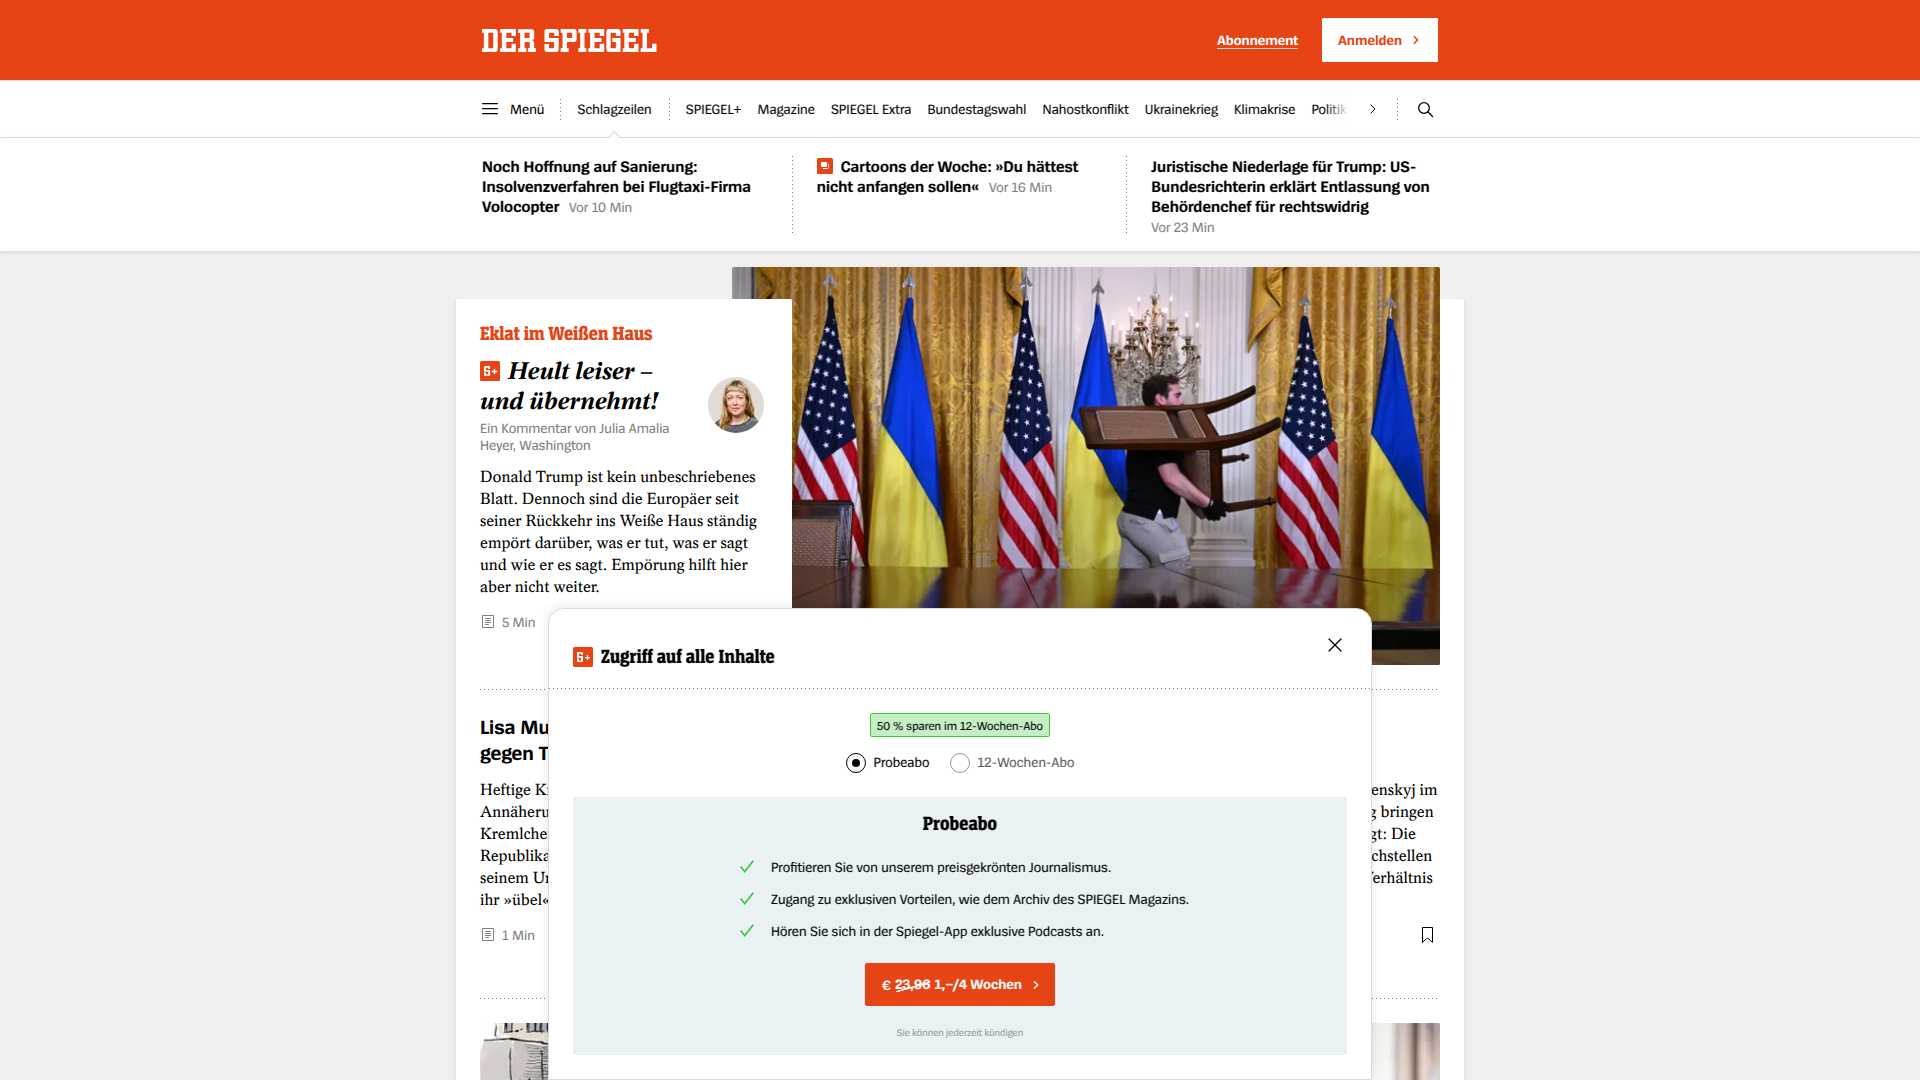 DER SPIEGEL
Abonnement
Anmelden
Menü
Schlagzeilen
SPIEGEL+
Magazine
SPIEGEL Extra
Bundestagswahl
Nahostkonflikt
Ukrainekrieg
Klimakrise
Politik
Noch Hoffnung auf Sanierung:
Insolvenzverfahren bei Flugtaxi-Firma
Volocopter Vor 10 Min
Cartoons der Woche: »Du hättest
nicht anfangen sollen« Vor 16 Min
Juristische Niederlage für Trump: US-
Bundesrichterin erklärt Entlassung von
Behördenchef für rechtswidrig
Vor 23 Min
Eklat im Weißen Haus
S+ Heult leiser –
und übernehmt!
Ein Kommentar von Julia Amalia
Heyer, Washington
Donald Trump ist kein unbeschriebenes
Blatt. Dennoch sind die Europäer seit
seiner Rückkehr ins Weiße Haus ständig
empört darüber, was er tut, was er sagt
und wie er es sagt. Empörung hilft hier
aber nicht weiter.
5 Min
S+ Zugriff auf alle Inhalte
50 % sparen im 12-Wochen-Abo
Probeabo
12-Wochen-Abo
Probeabo
Profitieren Sie von unserem preisgekrönten Journalismus.
Zugang zu exklusiven Vorteilen, wie dem Archiv des SPIEGEL Magazins.
Hören Sie sich in der Spiegel-App exklusive Podcasts an.
€ 23,96 1,–/4 Wochen
Sie können jederzeit kündigen
Lisa Mu
gegen T
Heftige K
Annäheru
Kremlche
Republika
seinem Un
ihr »übel«
1 Min
enskyj im
g bringen
gt: Die
chstellen
erhältnis